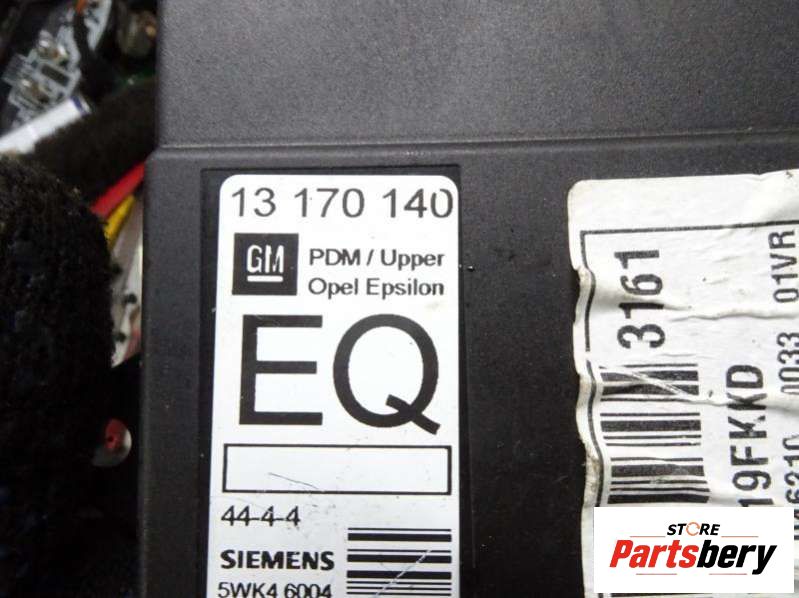 13 170 140
GM
PDM / Upper
Opel Epsilon
EQ
44-4-4
SIEMENS
5WK4 6004
3161
01VR
0033
19FKKD
STORE
Partsbery